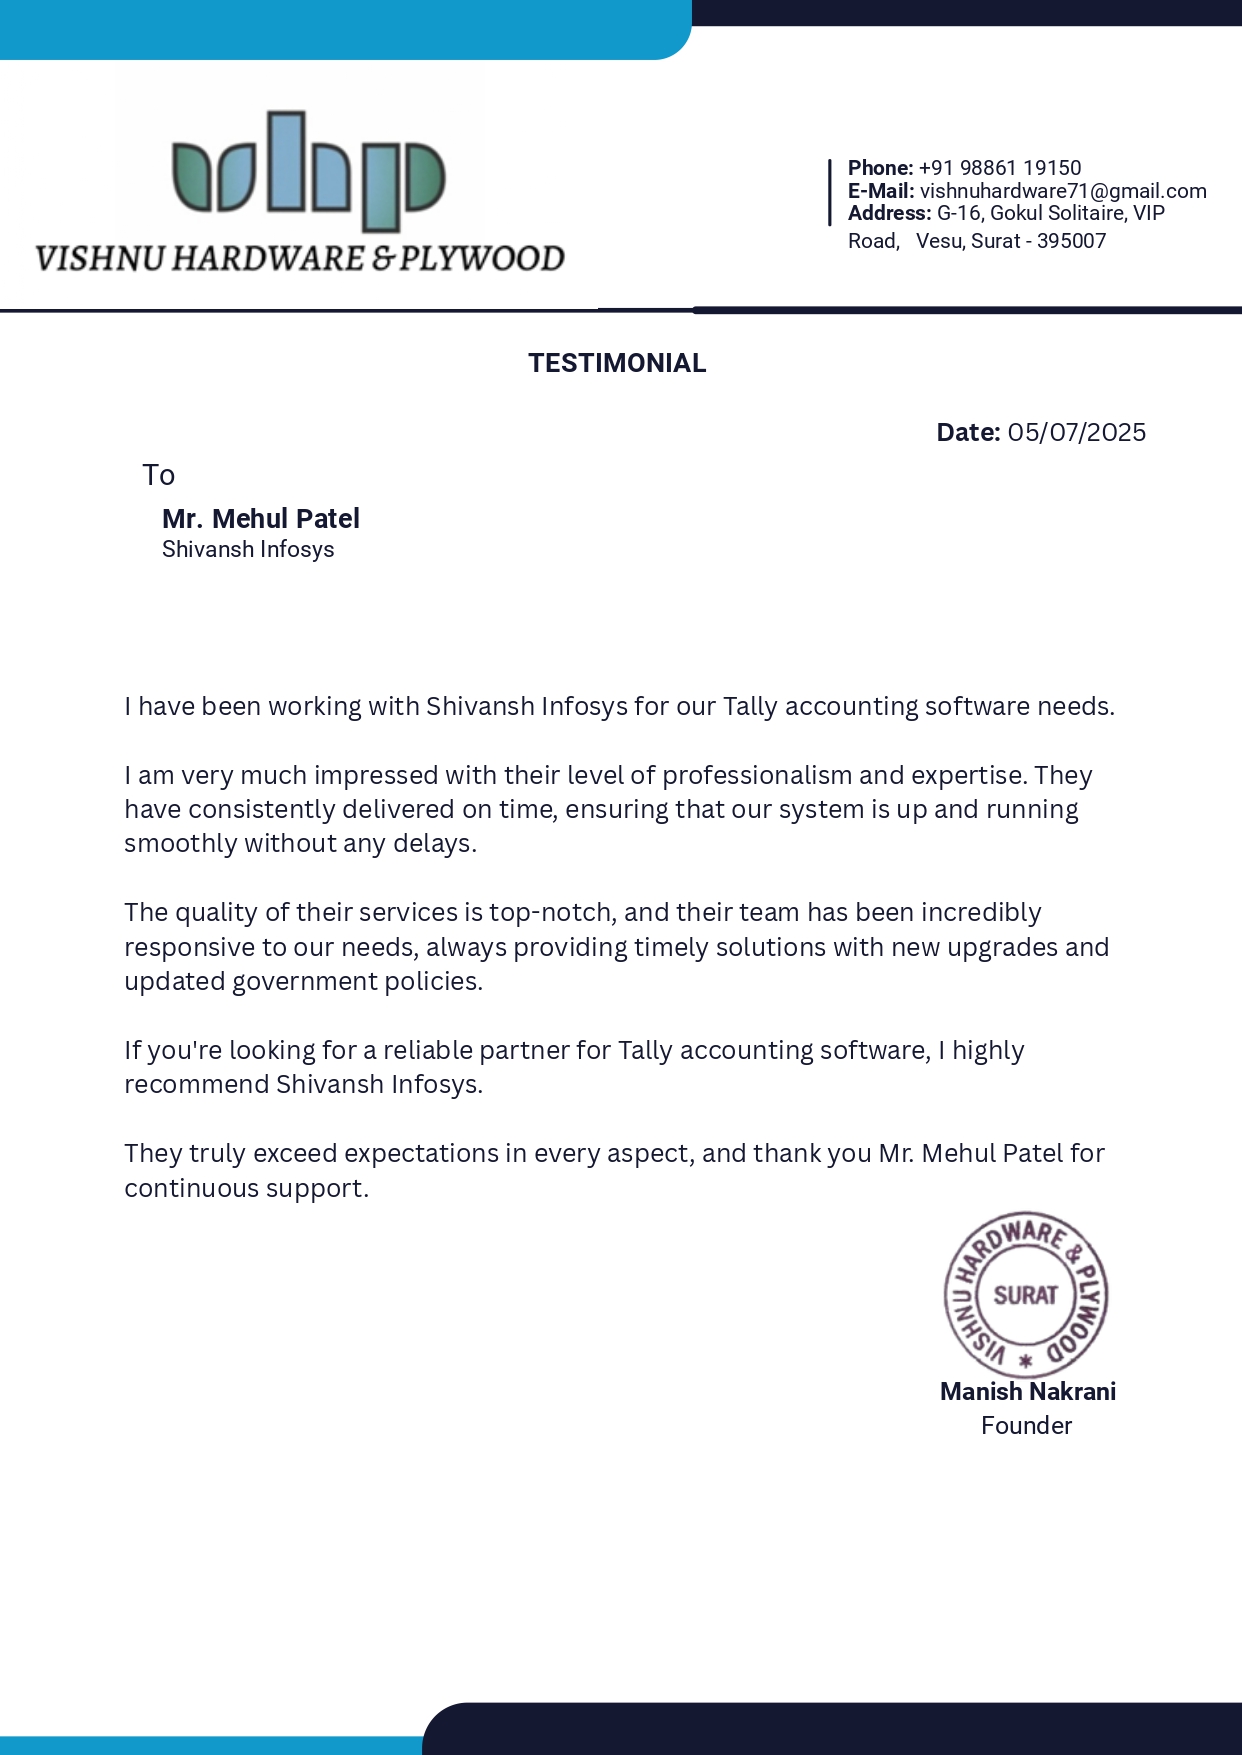 vhp
VISHNU HARDWARE & PLYWOOD
Phone: +91 98861 19150
E-Mail: vishnuhardware71@gmail.com
Address: G-16, Gokul Solitaire, VIP
Road, Vesu, Surat - 395007
TESTIMONIAL
Date: 05/07/2025
To
Mr. Mehul Patel
Shivansh Infosys
I have been working with Shivansh Infosys for our Tally accounting software needs.
I am very much impressed with their level of professionalism and expertise. They
have consistently delivered on time, ensuring that our system is up and running
smoothly without any delays.
The quality of their services is top-notch, and their team has been incredibly
responsive to our needs, always providing timely solutions with new upgrades and
updated government policies.
If you're looking for a reliable partner for Tally accounting software, I highly
recommend Shivansh Infosys.
They truly exceed expectations in every aspect, and thank you Mr. Mehul Patel for
continuous support.
VISHNU HARDWARE & PLYWOOD *
SURAT
Manish Nakrani
Founder